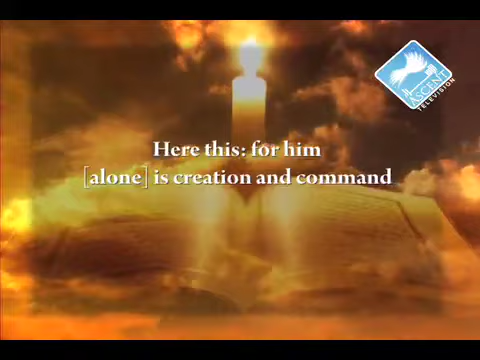 ASCENT
TELEVISION
Here this: for him
[alone] is creation and command